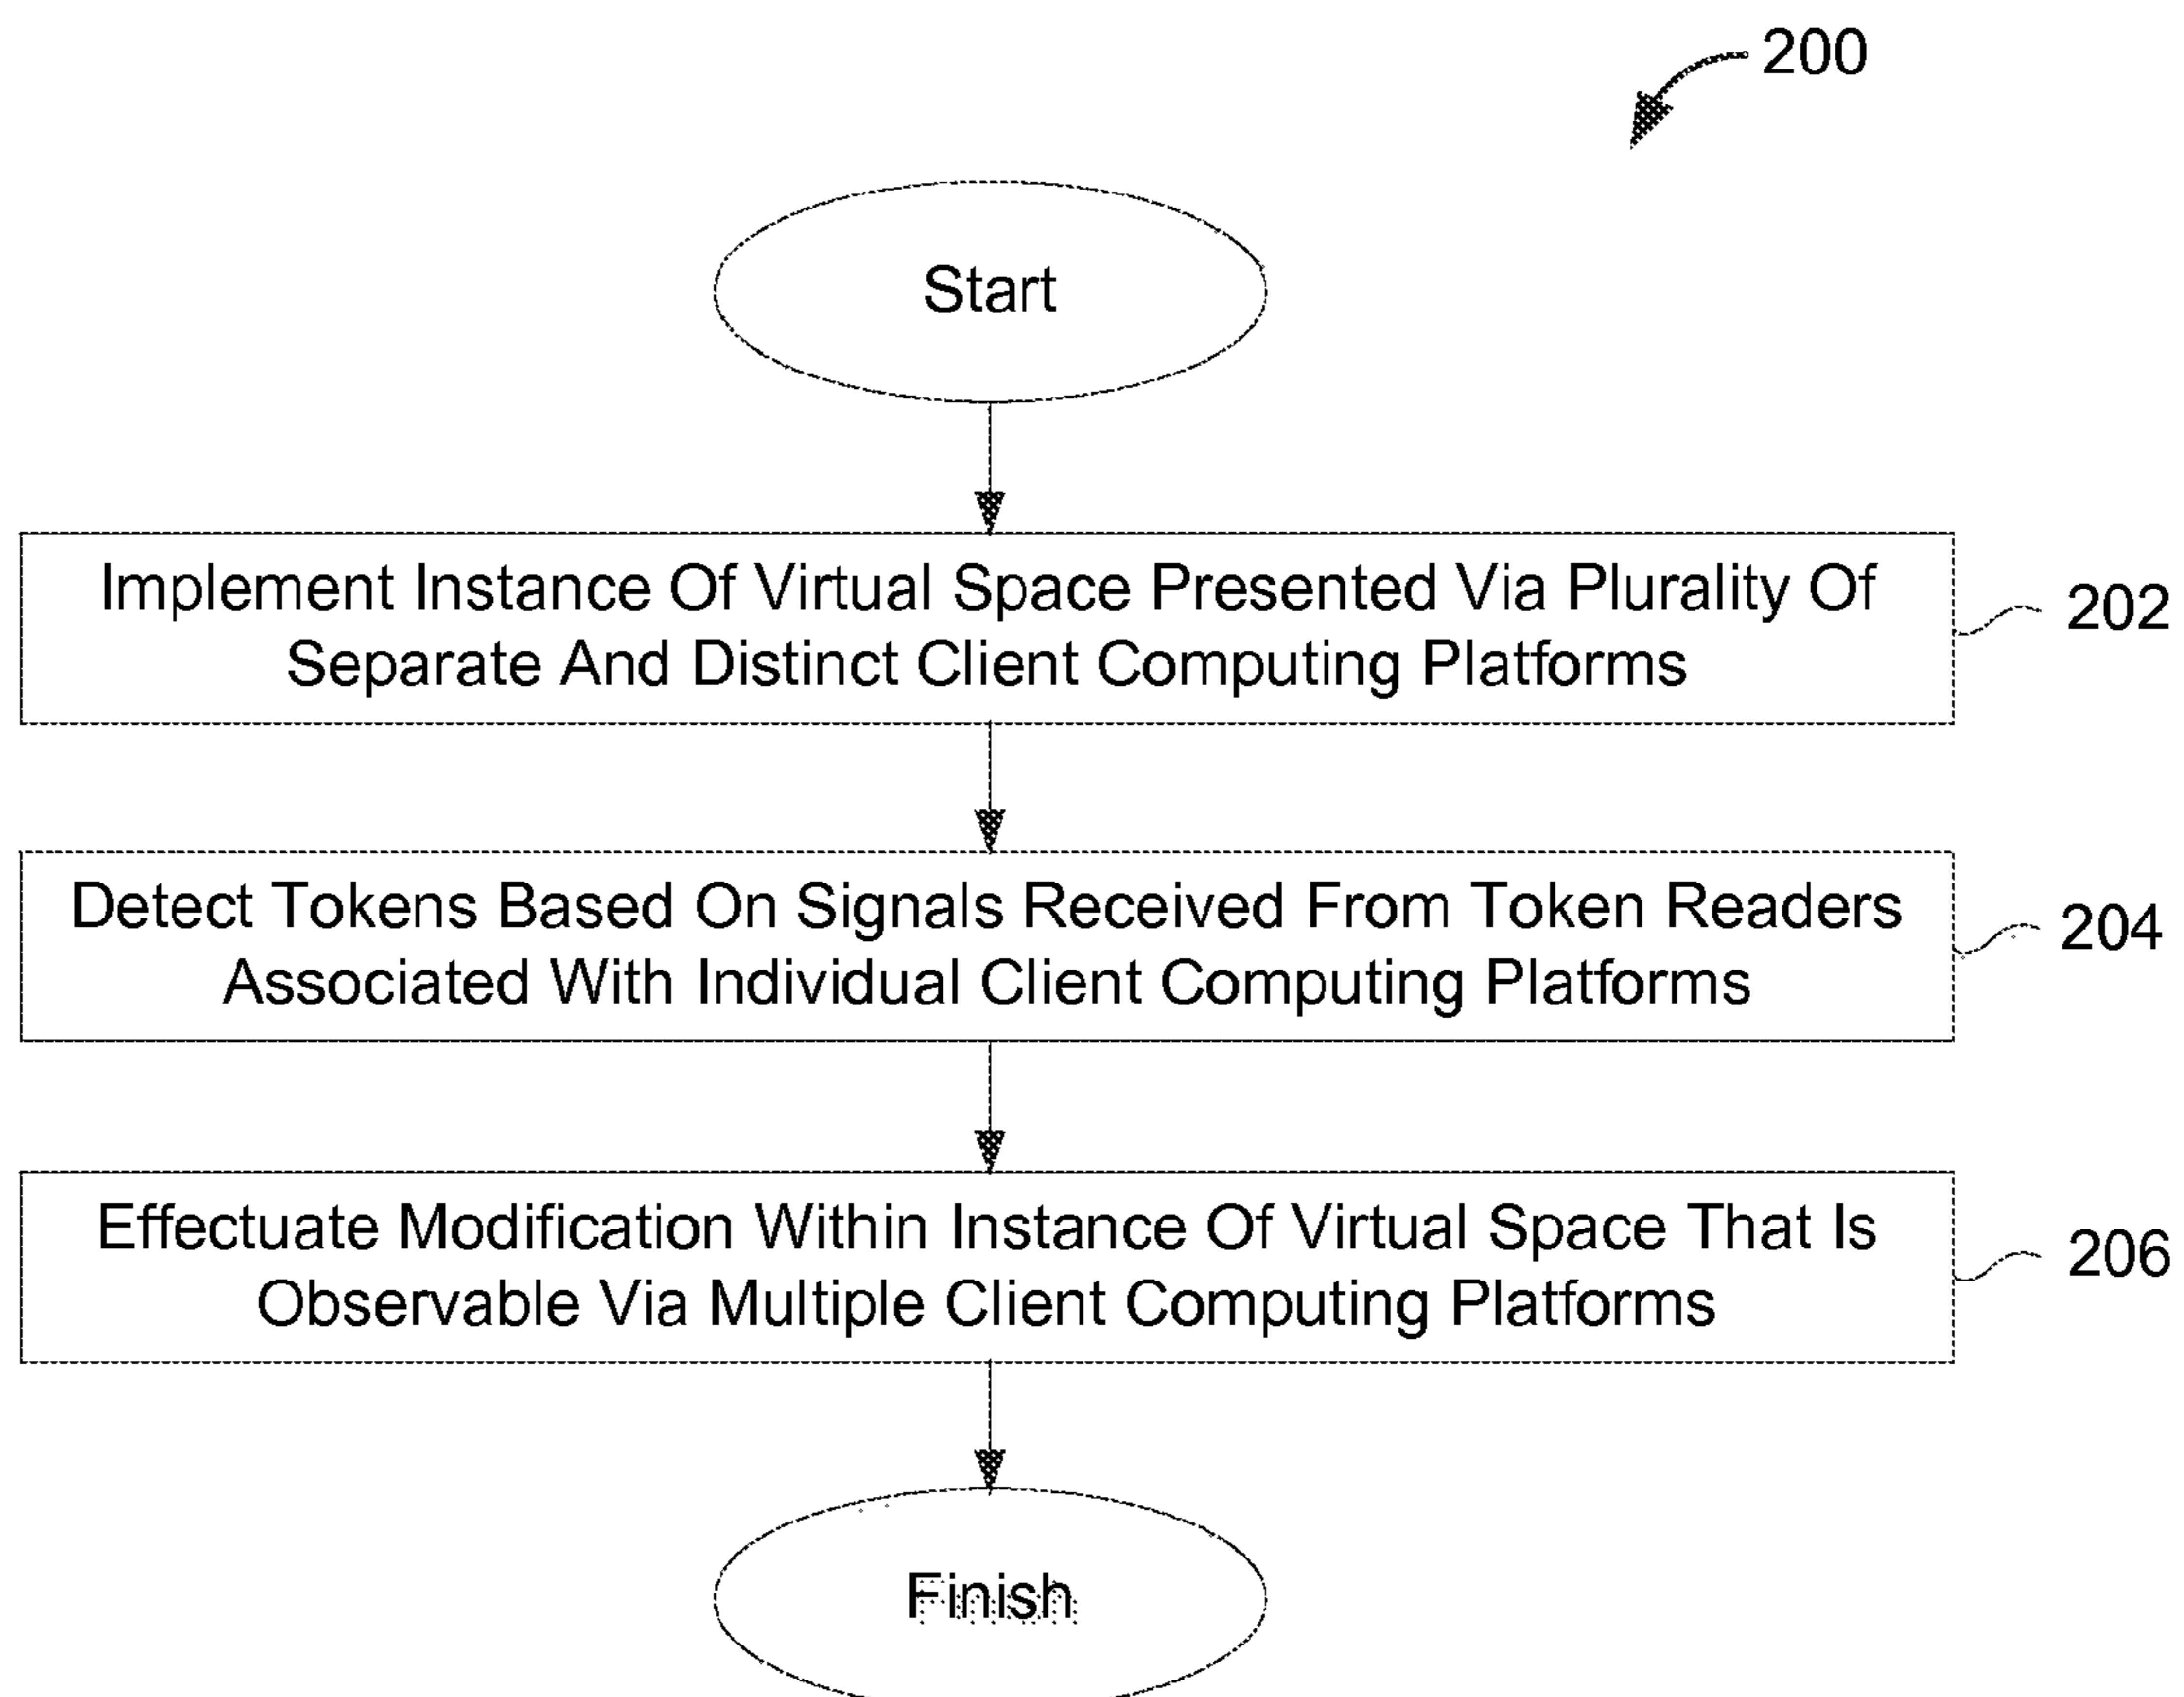 200
Start
Implement Instance Of Virtual Space Presented Via Plurality Of
Separate And Distinct Client Computing Platforms
202
Detect Tokens Based On Signals Received From Token Readers
Associated With Individual Client Computing Platforms
204
Effectuate Modification Within Instance Of Virtual Space That Is
Observable Via Multiple Client Computing Platforms
206
Finish